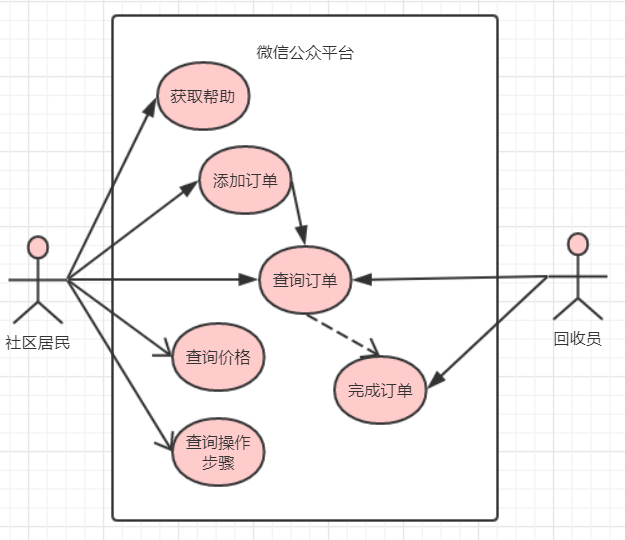 微信公众平台
获取帮助
添加订单
查询订单
社区居民
回收员
查询价格
完成订单
查询操作
步骤